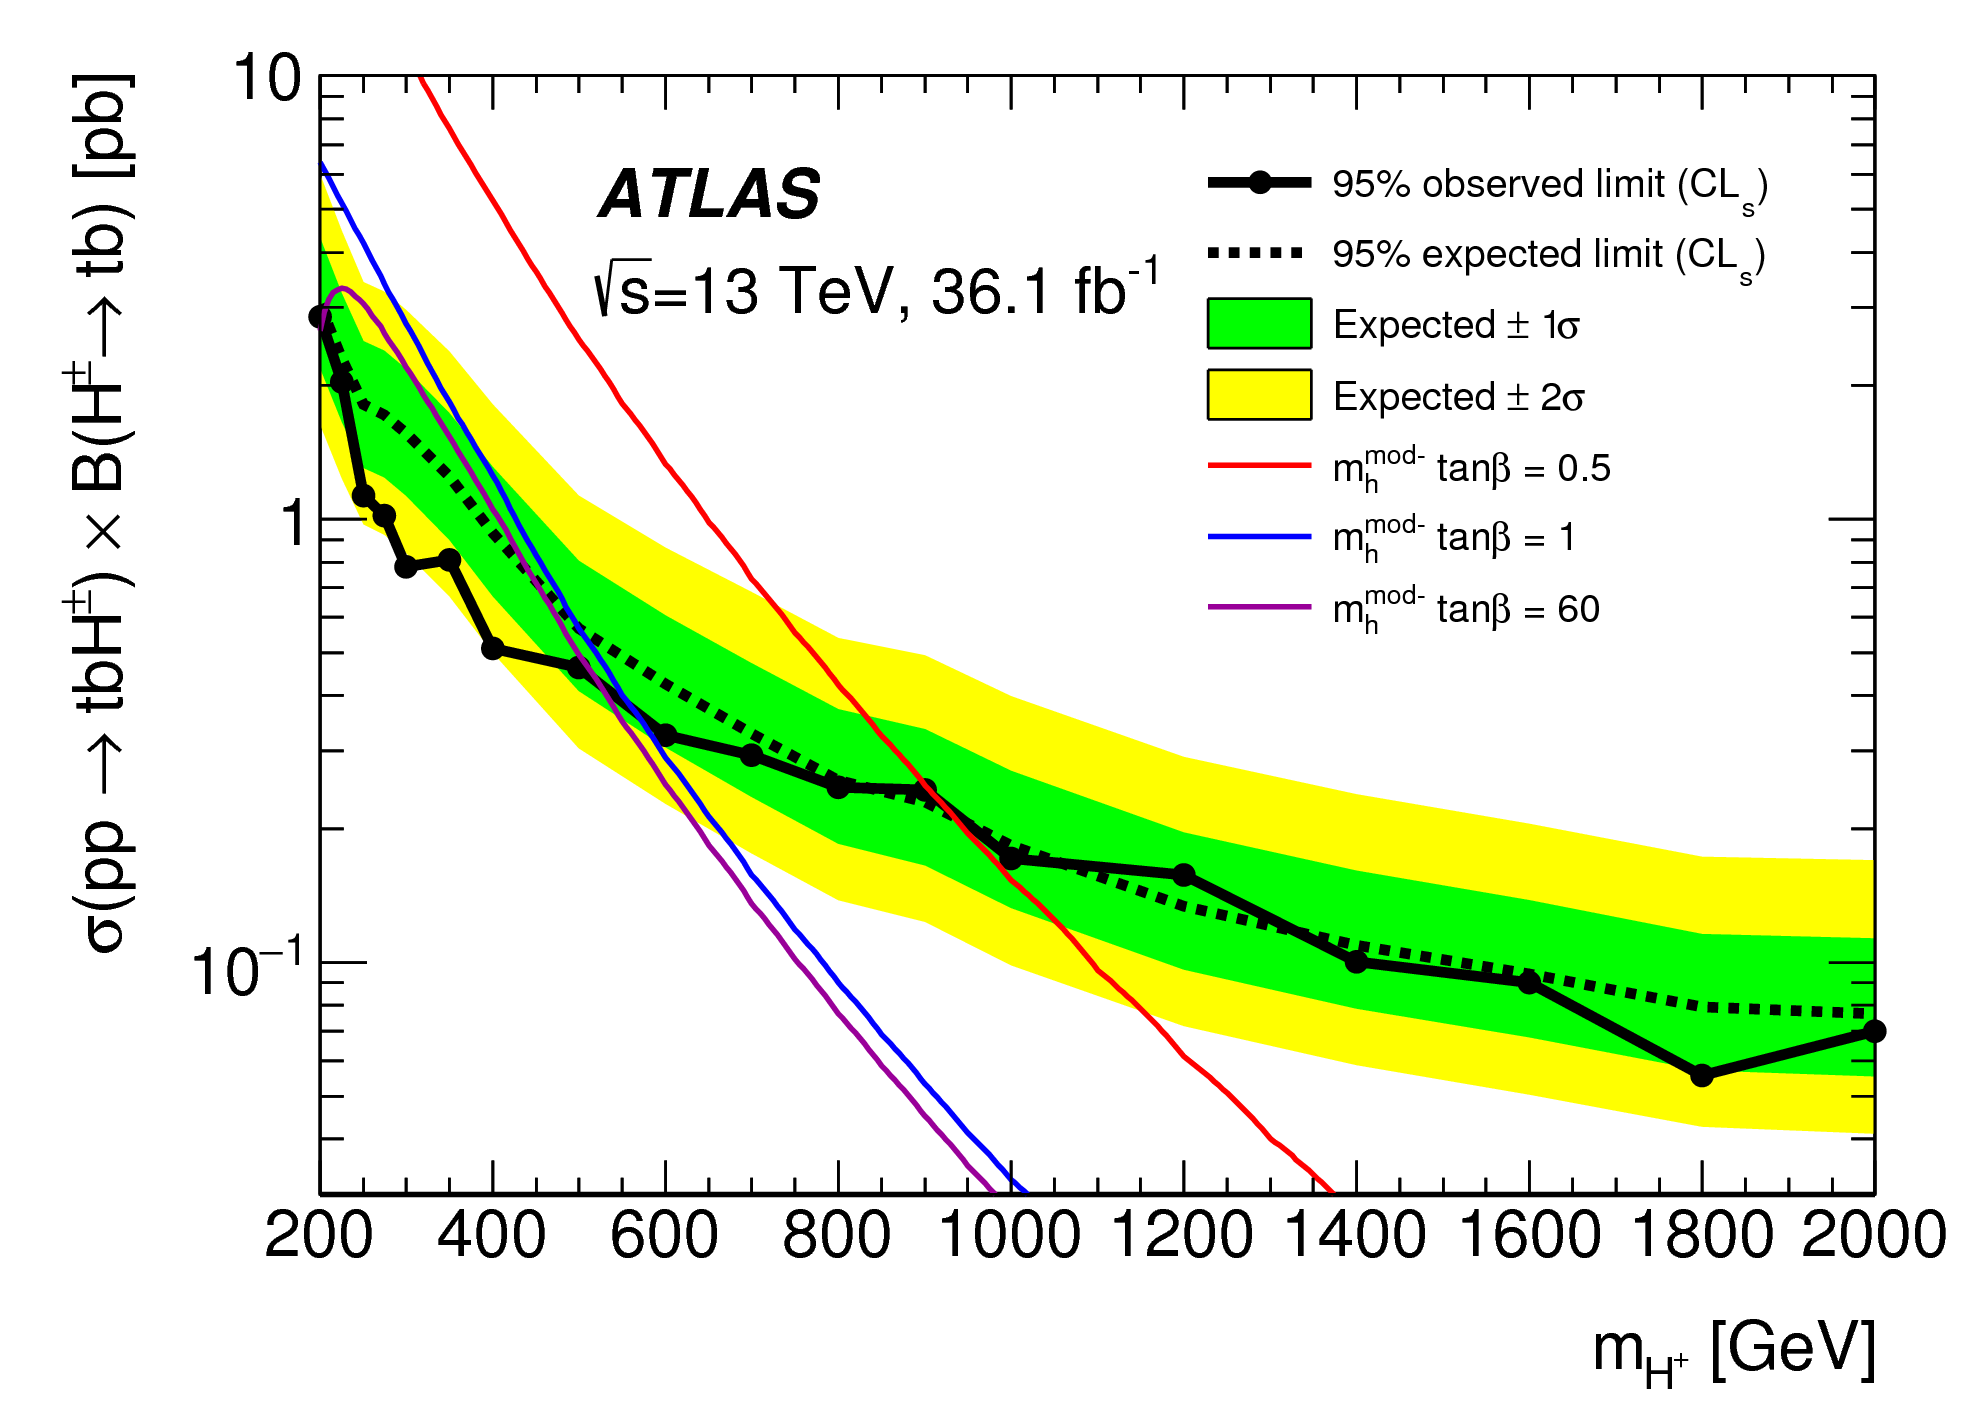 σ(pp → tbH±) × B(H± → tb) [pb]
10
1
10⁻¹
ATLAS
√s=13 TeV, 36.1 fb⁻¹
95% observed limit (CLₛ)
95% expected limit (CLₛ)
Expected ± 1σ
Expected ± 2σ
m_h^mod- tanβ = 0.5
m_h^mod- tanβ = 1
m_h^mod- tanβ = 60
200 400 600 800 1000 1200 1400 1600 1800 2000
m_H⁺ [GeV]